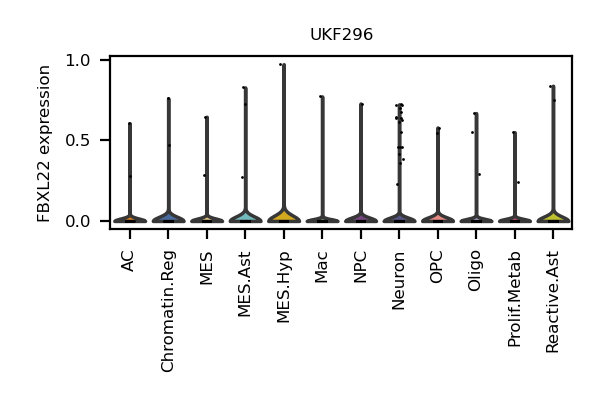 UKF296
FBXL22 expression
1.0
0.5
0.0
AC
Chromatin.Reg
MES
MES.Ast
MES.Hyp
Mac
NPC
Neuron
OPC
Oligo
Prolif.Metab
Reactive.Ast